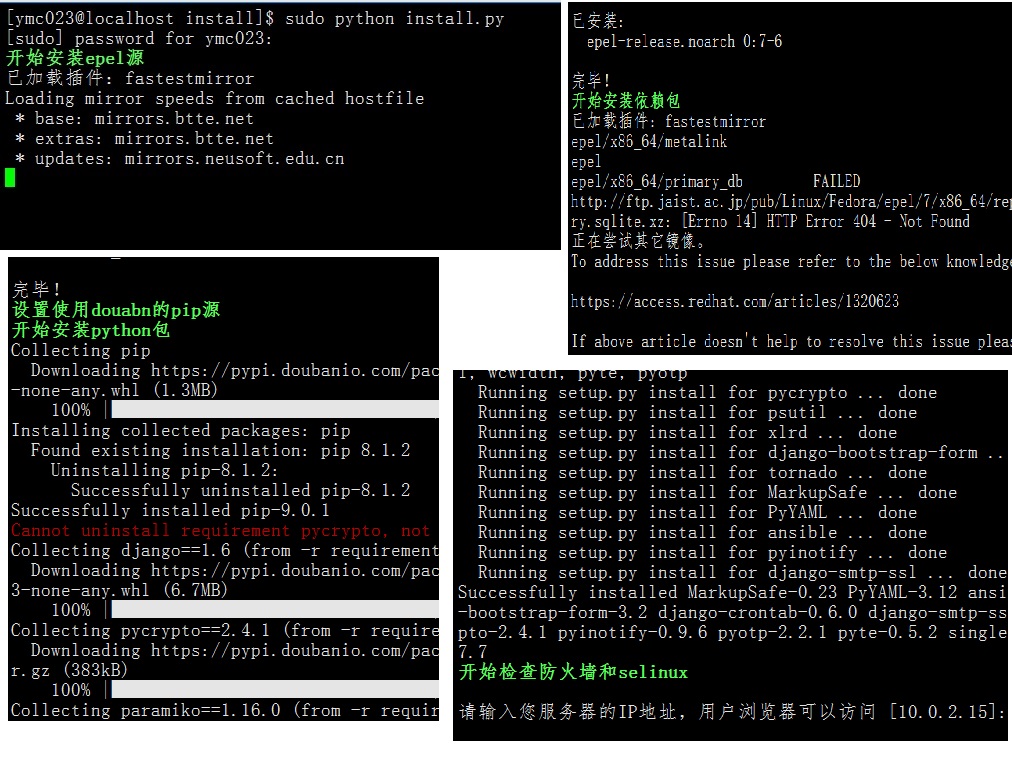 [ymc023@localhost install]$ sudo python install.py
[sudo] password for ymc023:
开始安装epel源
已加载插件: fastestmirror
Loading mirror speeds from cached hostfile
 * base: mirrors.btte.net
 * extras: mirrors.btte.net
 * updates: mirrors.neusoft.edu.cn
已安装:
epel-release.noarch 0:7-6
完毕!
开始安装依赖包
已加载插件: fastestmirror
epel/x86_64/metalink
epel
epel/x86_64/primary_db FAILED
http://ftp.jaist.ac.jp/pub/Linux/Fedora/epel/7/x86_64/rep
ry.sqlite.xz: [Errno 14] HTTP Error 404 - Not Found
正在尝试其它镜像。
To address this issue please refer to the below knowledge
https://access.redhat.com/articles/1320623
If above article doesn't help to resolve this issue pleas
完毕!
设置使用douabn的pip源
开始安装python包
Collecting pip
Downloading https://pypi.doubanio.com/pac
-none-any.whl (1.3MB)
100% |
Installing collected packages: pip
Found existing installation: pip 8.1.2
Uninstalling pip-8.1.2:
Successfully uninstalled pip-8.1.2
Successfully installed pip-9.0.1
Cannot uninstall requirement pycrypto, not
Collecting django==1.6 (from -r requirement
Downloading https://pypi.doubanio.com/pac
3-none-any.whl (6.7MB)
100% |
Collecting pycrypto==2.4.1 (from -r require
Downloading https://pypi.doubanio.com/pac
r.gz (383kB)
100% |
Collecting paramiko==1.16.0 (from -r requir
l, wcwidth, pyte, pyotp
Running setup.py install for pycrypto ... done
Running setup.py install for psutil ... done
Running setup.py install for xlrd ... done
Running setup.py install for django-bootstrap-form ..
Running setup.py install for tornado ... done
Running setup.py install for MarkupSafe ... done
Running setup.py install for PyYAML ... done
Running setup.py install for ansible ... done
Running setup.py install for pyinotify ... done
Running setup.py install for django-smtp-ssl ... done
Successfully installed MarkupSafe-0.23 PyYAML-3.12 ansi
-bootstrap-form-3.2 django-crontab-0.6.0 django-smtp-ss
pto-2.4.1 pyinotify-0.9.6 pyotp-2.2.1 pyte-0.5.2 single
7.7
开始检查防火墙和selinux
请输入您服务器的IP地址，用户浏览器可以访问 [10.0.2.15]: